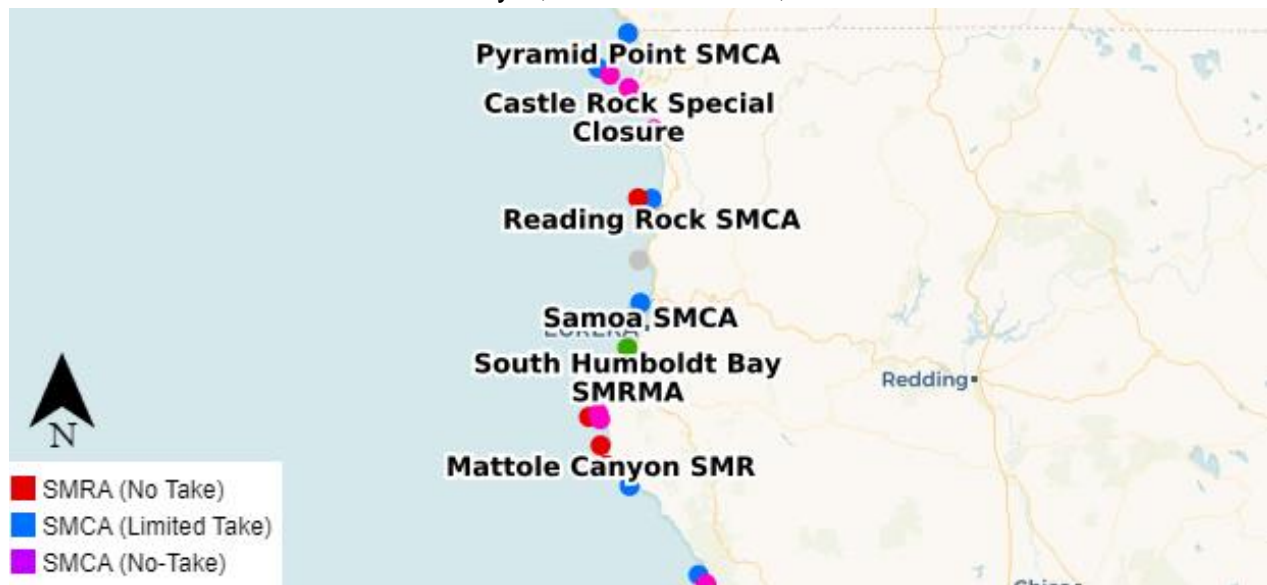 Pyramid Point SMCA
Castle Rock Special
Closure
Reading Rock SMCA
Samoa SMCA
EUREKA
South Humboldt Bay
SMRMA
Redding
Mattole Canyon SMR
N
SMRA (No Take)
SMCA (Limited Take)
SMCA (No-Take)